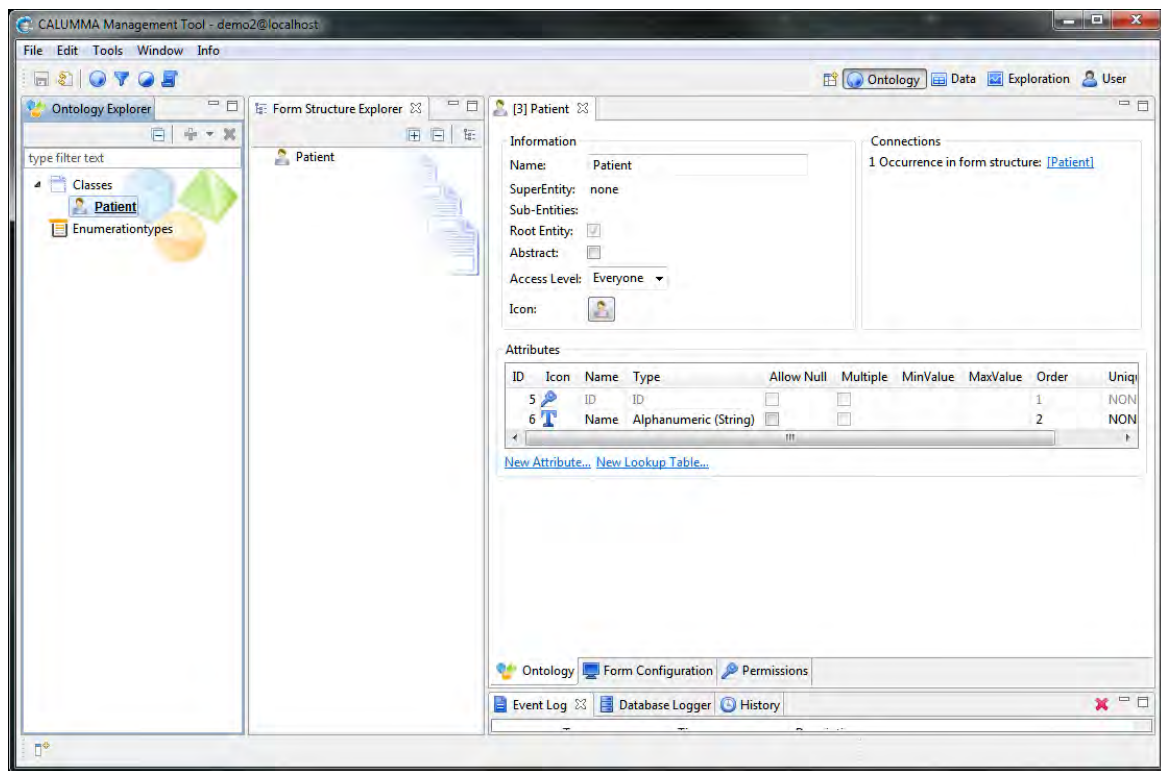 CALUMMA Management Tool - demo2@localhost
File Edit Tools Window Info
Ontology Data Exploration User
Ontology Explorer
type filter text
Classes
Patient
Enumerationtypes
Form Structure Explorer
Patient
[3] Patient
Information
Name: Patient
SuperEntity: none
Sub-Entities:
Root Entity:
Abstract:
Access Level: Everyone
Icon:
Connections
1 Occurrence in form structure: [Patient]
Attributes
ID Icon Name Type Allow Null Multiple MinValue MaxValue Order Uniq
5 ID ID 1 NON
6 Name Alphanumeric (String) 2 NON
New Attribute... New Lookup Table...
Ontology Form Configuration Permissions
Event Log Database Logger History